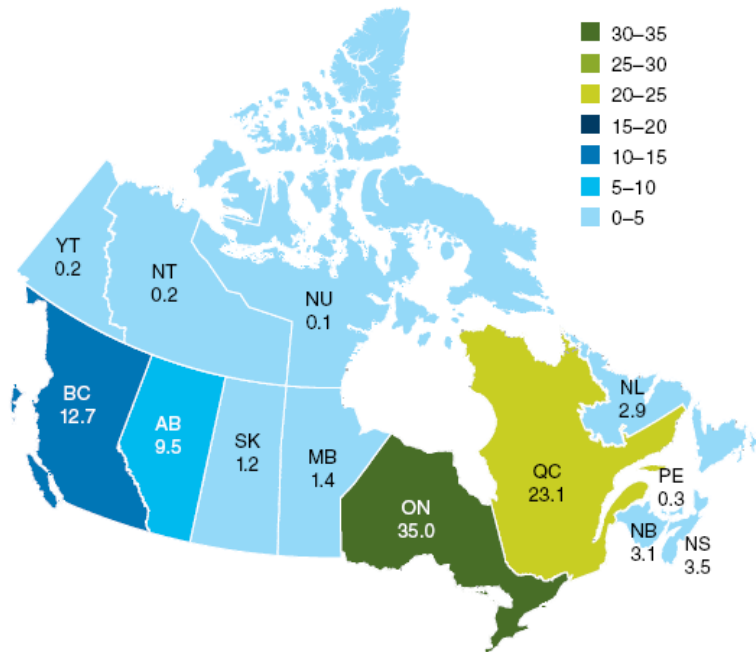 30–35
25–30
20–25
15–20
10–15
5–10
0–5
YT
0.2
NT
0.2
NU
0.1
BC
12.7
AB
9.5
SK
1.2
MB
1.4
ON
35.0
QC
23.1
NL
2.9
PE
0.3
NB
3.1
NS
3.5